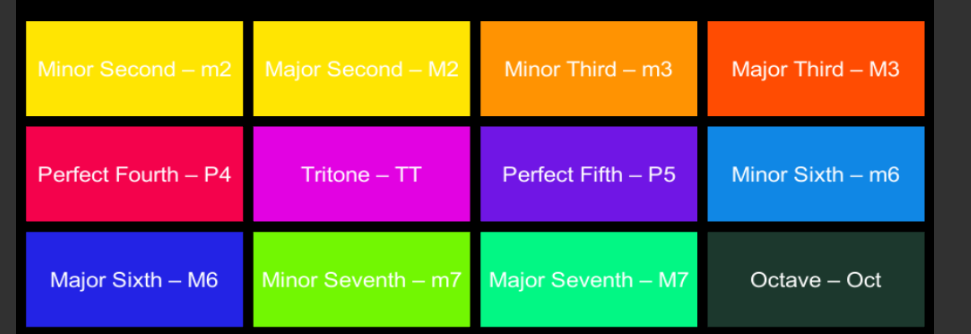 Minor Second – m2
Major Second – M2
Minor Third – m3
Major Third – M3
Perfect Fourth – P4
Tritone – TT
Perfect Fifth – P5
Minor Sixth – m6
Major Sixth – M6
Minor Seventh – m7
Major Seventh – M7
Octave – Oct